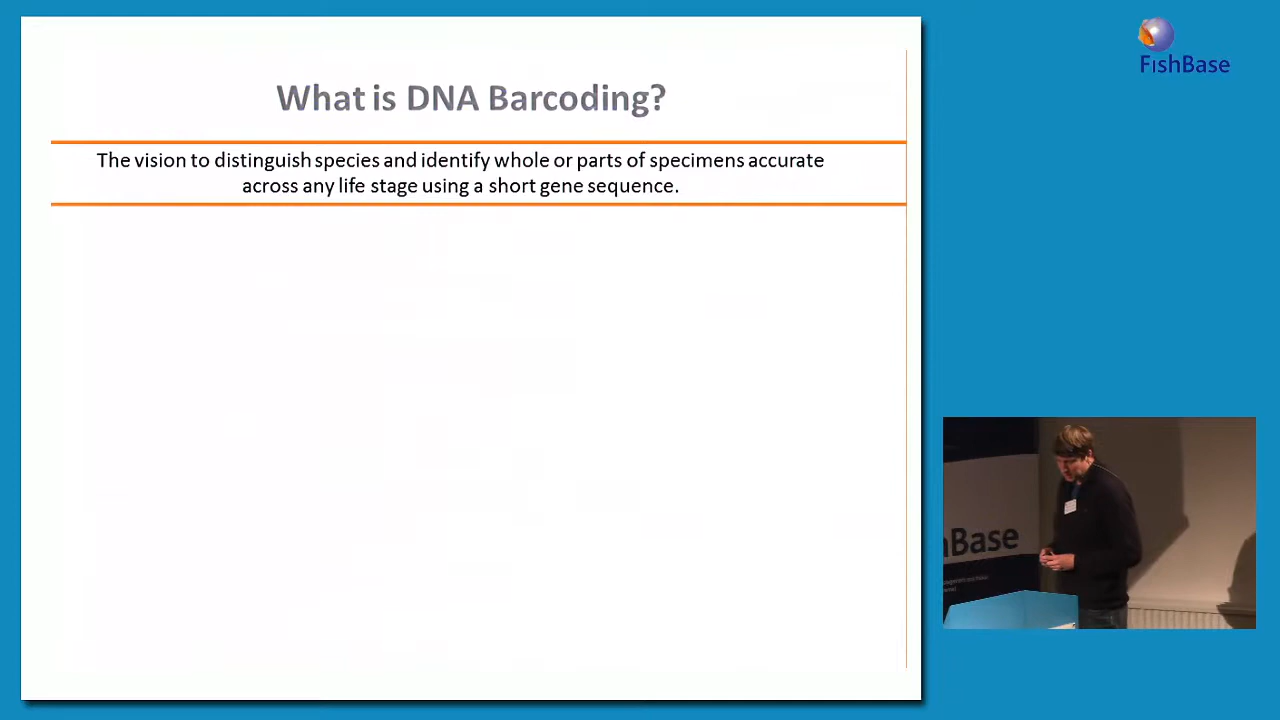 FishBase
What is DNA Barcoding?
The vision to distinguish species and identify whole or parts of specimens accurate
across any life stage using a short gene sequence.
Base